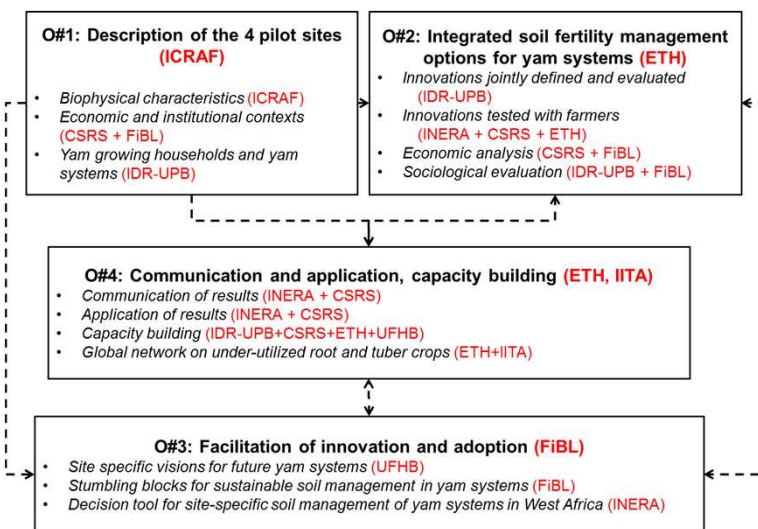 O#1: Description of the 4 pilot sites
(ICRAF)
• Biophysical characteristics (ICRAF)
• Economic and institutional contexts
(CSRS + FiBL)
• Yam growing households and yam
systems (IDR-UPB)
O#2: Integrated soil fertility management
options for yam systems (ETH)
• Innovations jointly defined and evaluated
(IDR-UPB)
• Innovations tested with farmers
(INERA + CSRS + ETH)
• Economic analysis (CSRS + FiBL)
• Sociological evaluation (IDR-UPB + FiBL)
O#4: Communication and application, capacity building (ETH, IITA)
• Communication of results (INERA + CSRS)
• Application of results (INERA + CSRS)
• Capacity building (IDR-UPB+CSRS+ETH+UFHB)
• Global network on under-utilized root and tuber crops (ETH+IITA)
O#3: Facilitation of innovation and adoption (FiBL)
• Site specific visions for future yam systems (UFHB)
• Stumbling blocks for sustainable soil management in yam systems (FiBL)
• Decision tool for site-specific soil management of yam systems in West Africa (INERA)